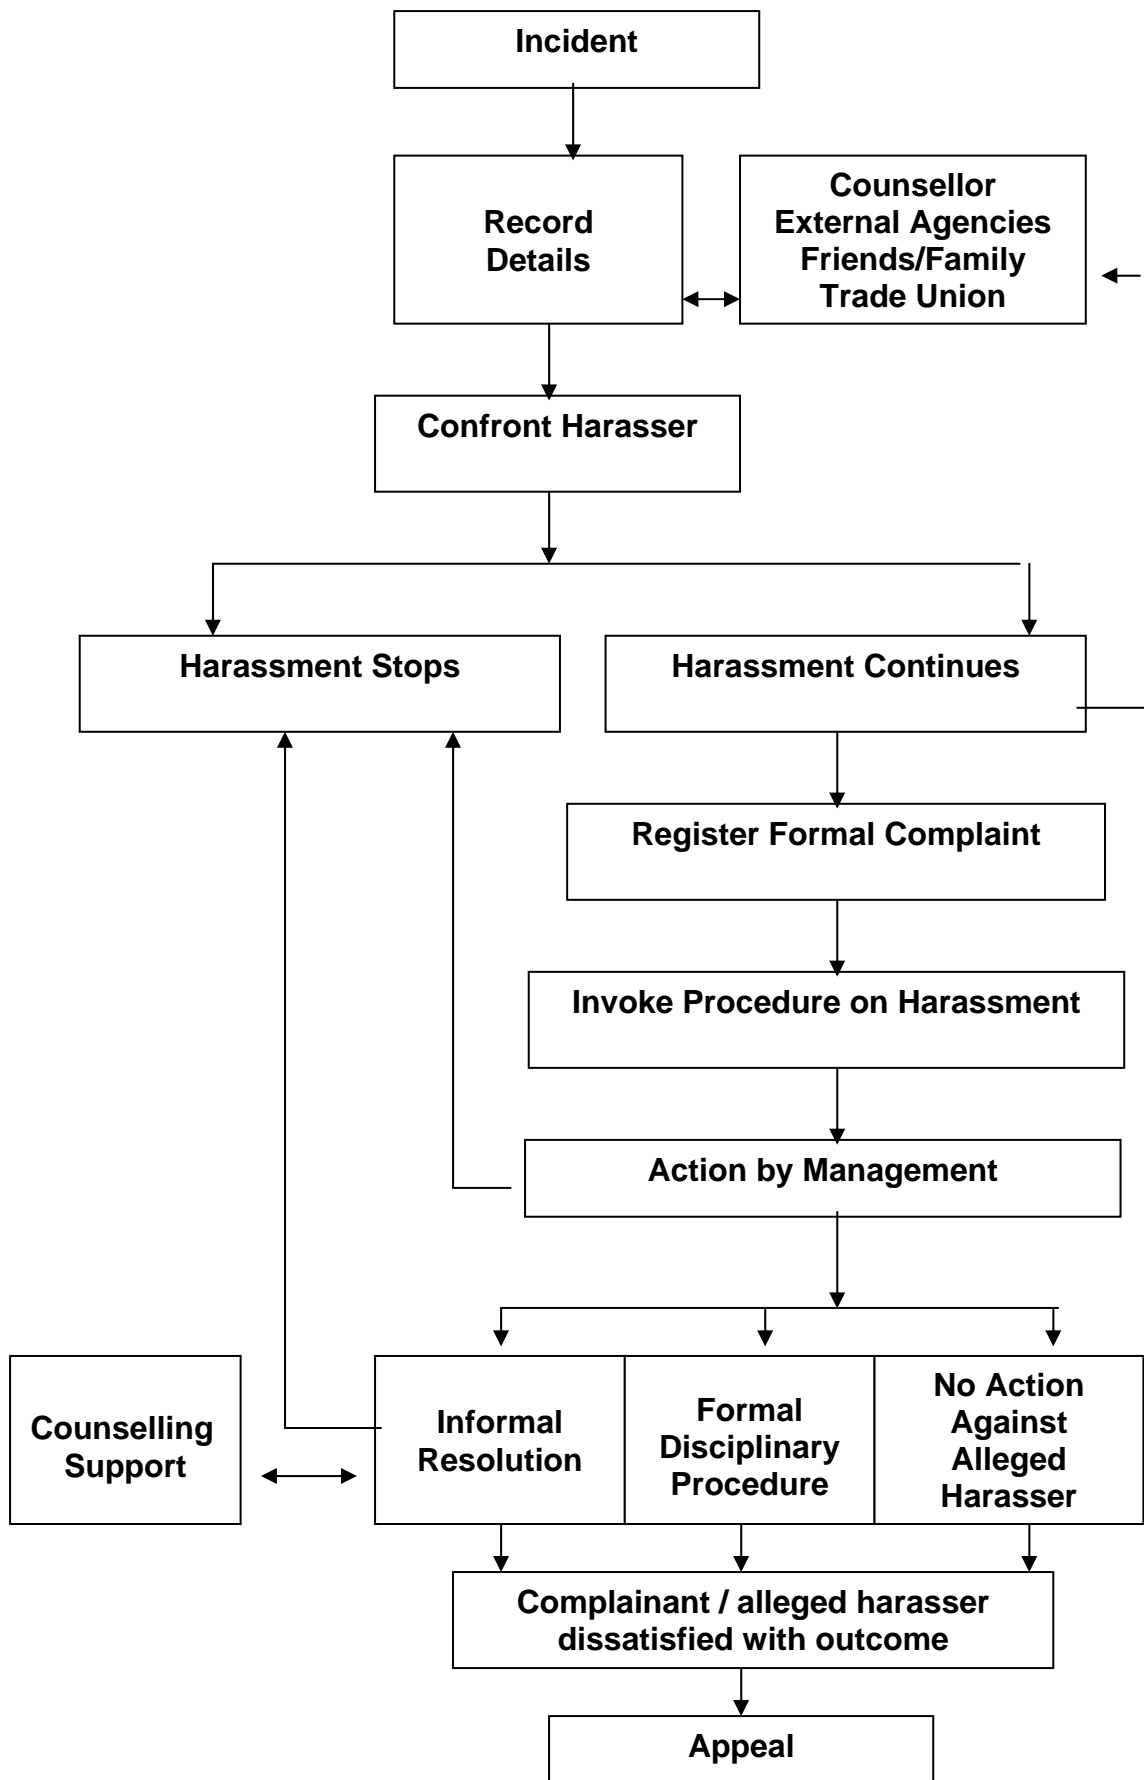 Incident
Record
Details
Counsellor
External Agencies
Friends/Family
Trade Union
Confront Harasser
Harassment Stops
Harassment Continues
Register Formal Complaint
Invoke Procedure on Harassment
Action by Management
Counselling
Support
Informal
Resolution
Formal
Disciplinary
Procedure
No Action
Against
Alleged
Harasser
Complainant / alleged harasser
dissatisfied with outcome
Appeal